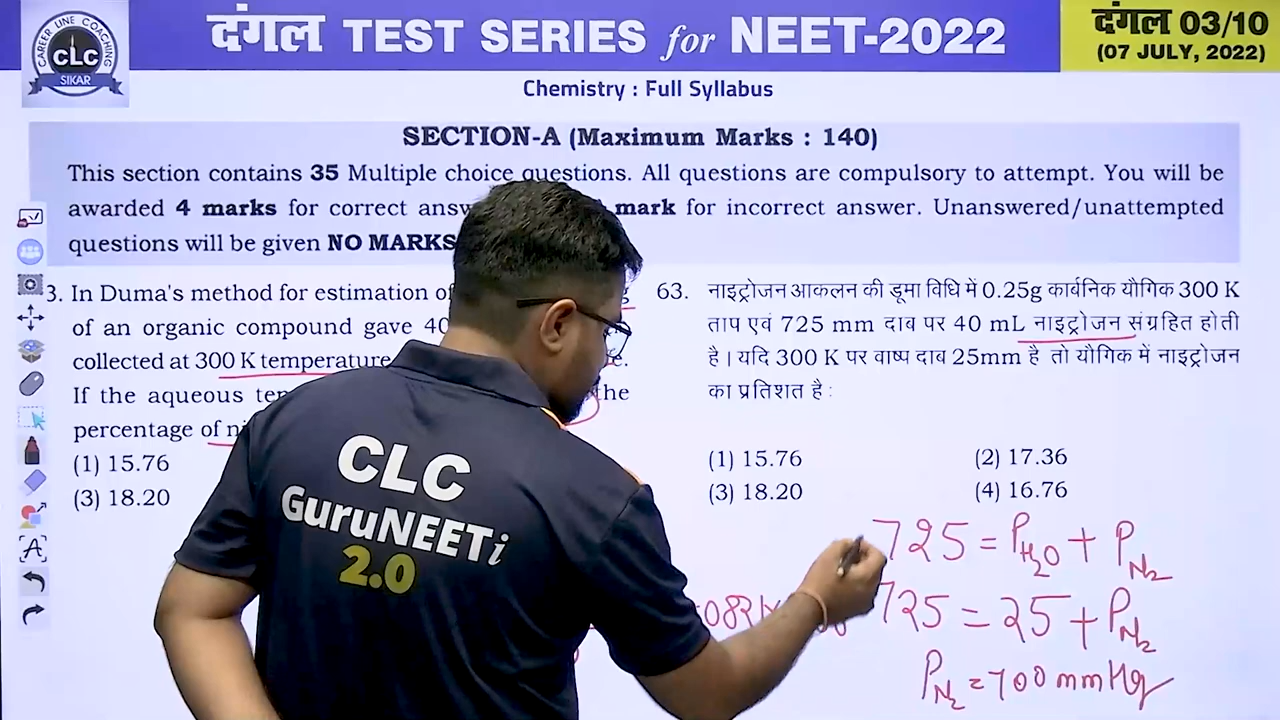 CAREER LINE COACHING
CLC
SIKAR
दंगल TEST SERIES for NEET-2022
दंगल 03/10
(07 JULY, 2022)
Chemistry : Full Syllabus
SECTION-A (Maximum Marks : 140)
This section contains 35 Multiple choice questions. All questions are compulsory to attempt. You will be
awarded 4 marks for correct answ mark for incorrect answer. Unanswered/unattempted
questions will be given NO MARKS
3. In Duma's method for estimation of
of an organic compound gave 40
collected at 300 K temperature
If the aqueous ten the
percentage of ni
(1) 15.76
(3) 18.20
63. नाइट्रोजन आकलन की डूमा विधि में 0.25g कार्बनिक यौगिक 300 K
ताप एवं 725 mm दाब पर 40 mL नाइट्रोजन संग्रहित होती
है। यदि 300 K पर वाष्प दाब 25mm है तो यौगिक में नाइट्रोजन
का प्रतिशत है :
(1) 15.76 (2) 17.36
(3) 18.20 (4) 16.76
725 = PH₂O + PN₂
725 = 25 + PN₂
PN₂ = 700 mmHg
0821×
CLC
GuruNEETi
2.0